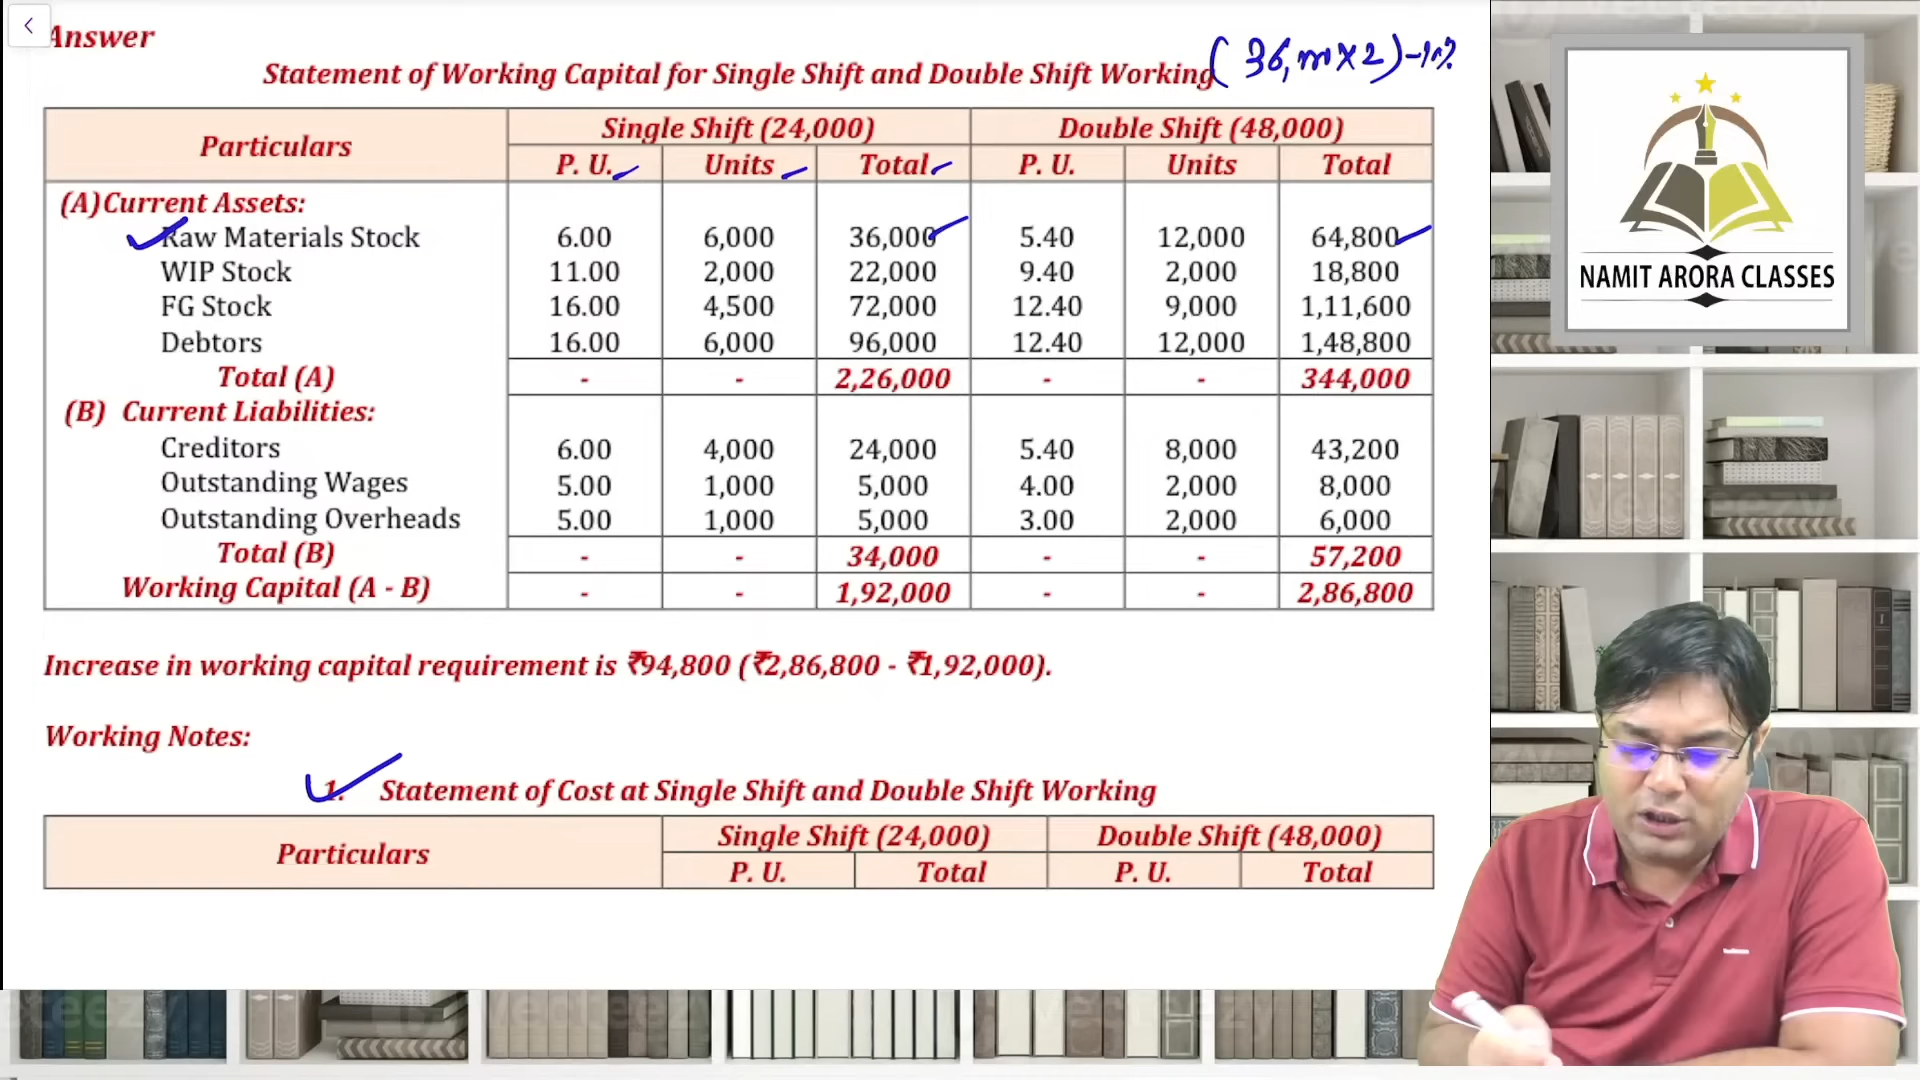 Answer
Statement of Working Capital for Single Shift and Double Shift Working
Particulars Single Shift (24,000) Double Shift (48,000)
P. U. Units Total P. U. Units Total
(A) Current Assets:
Raw Materials Stock 6.00 6,000 36,000 5.40 12,000 64,800
WIP Stock 11.00 2,000 22,000 9.40 2,000 18,800
FG Stock 16.00 4,500 72,000 12.40 9,000 1,11,600
Debtors 16.00 6,000 96,000 12.40 12,000 1,48,800
Total (A) - - 2,26,000 - - 344,000
(B) Current Liabilities:
Creditors 6.00 4,000 24,000 5.40 8,000 43,200
Outstanding Wages 5.00 1,000 5,000 4.00 2,000 8,000
Outstanding Overheads 5.00 1,000 5,000 3.00 2,000 6,000
Total (B) - - 34,000 - - 57,200
Working Capital (A - B) - - 1,92,000 - - 2,86,800
Increase in working capital requirement is ₹94,800 (₹2,86,800 - ₹1,92,000).
Working Notes:
1. Statement of Cost at Single Shift and Double Shift Working
Particulars Single Shift (24,000) Double Shift (48,000)
P. U. Total P. U. Total
NAMIT ARORA CLASSES